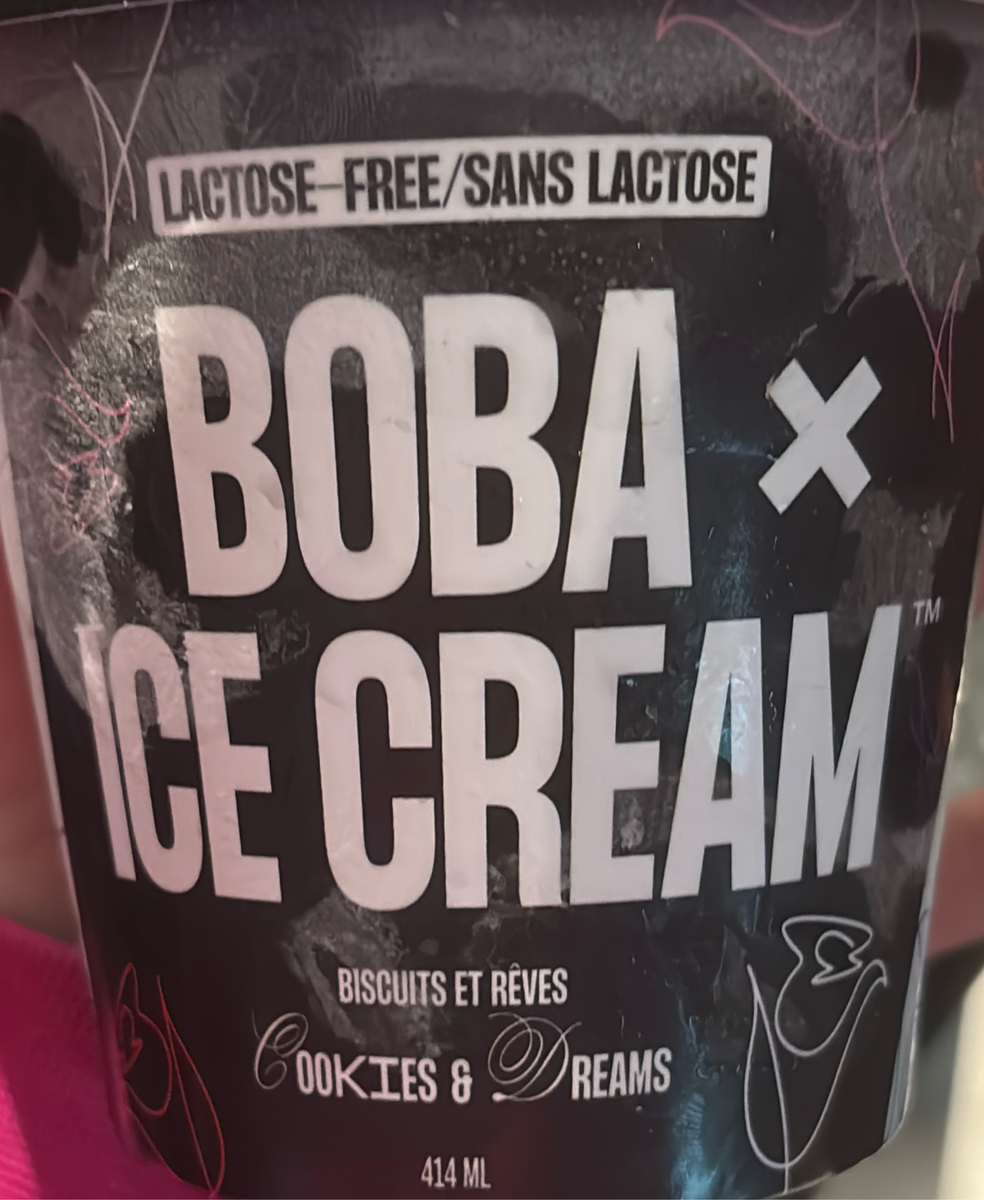 LACTOSE-FREE/SANS LACTOSE
BOBA ×
ICE CREAM™
BISCUITS ET RÊVES
COOKIES & DREAMS
414 ML